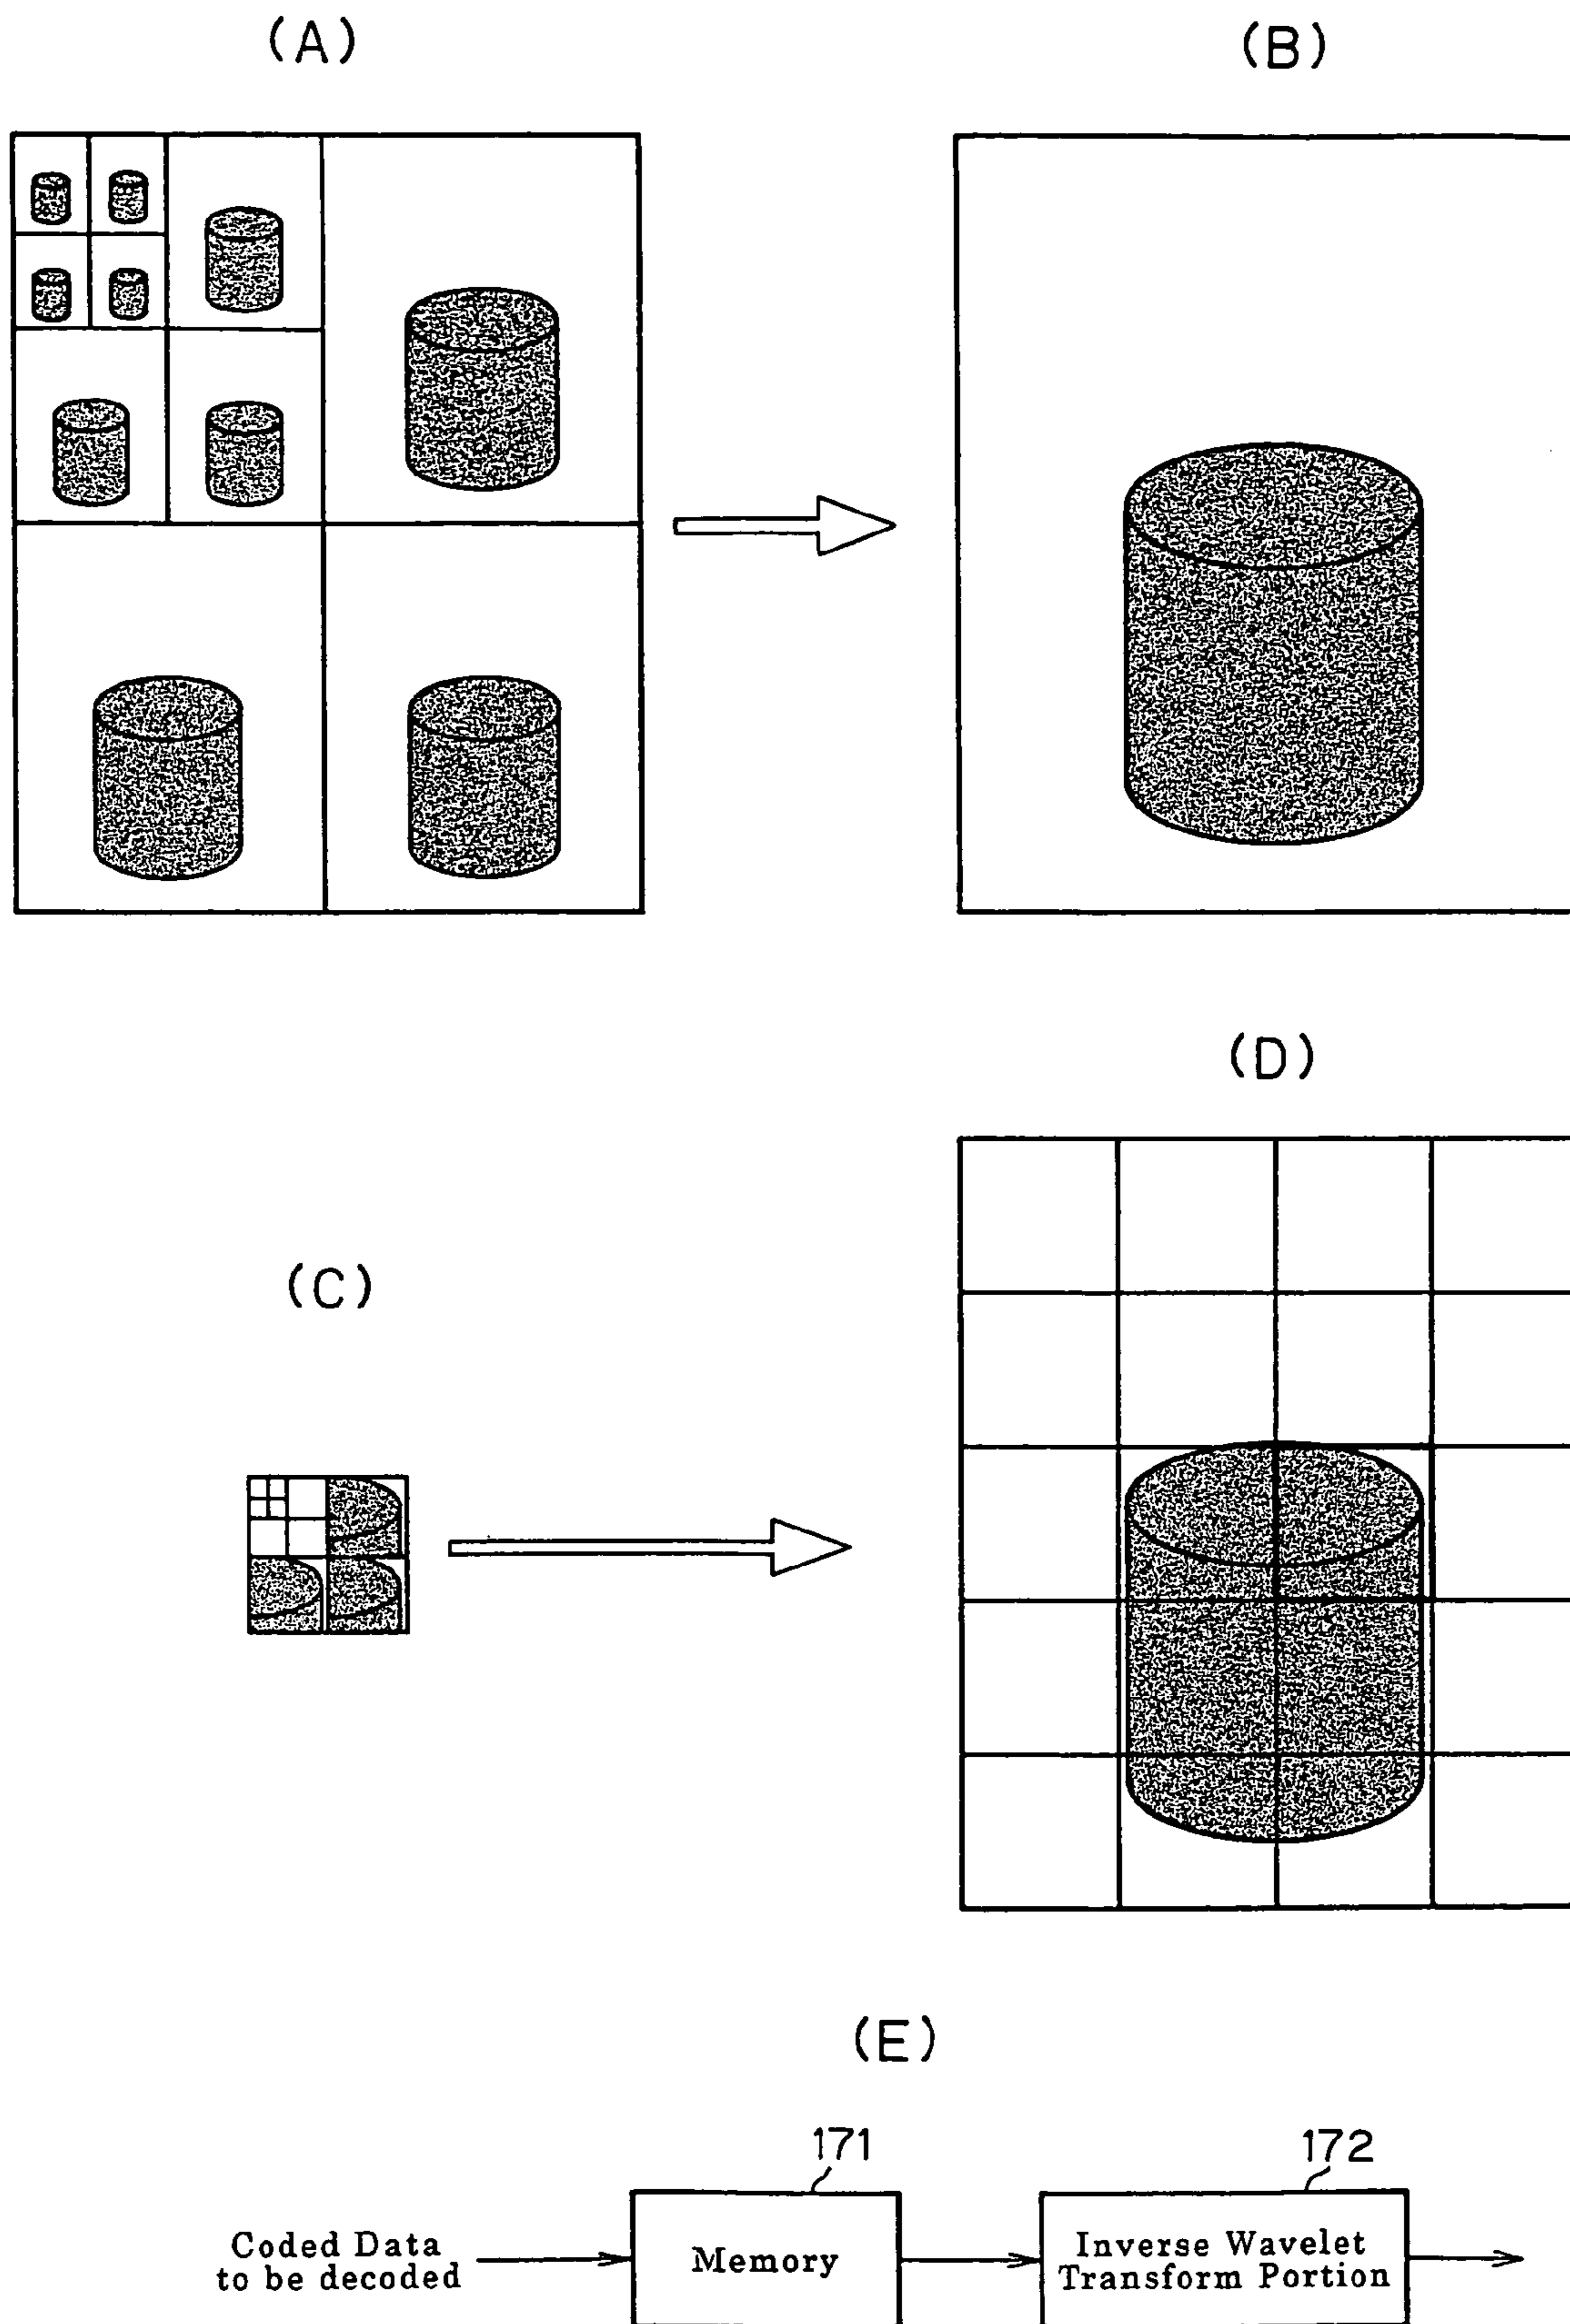 (A)
(B)
(C)
(D)
(E)
171
172
Coded Data
to be decoded
Memory
Inverse Wavelet
Transform Portion